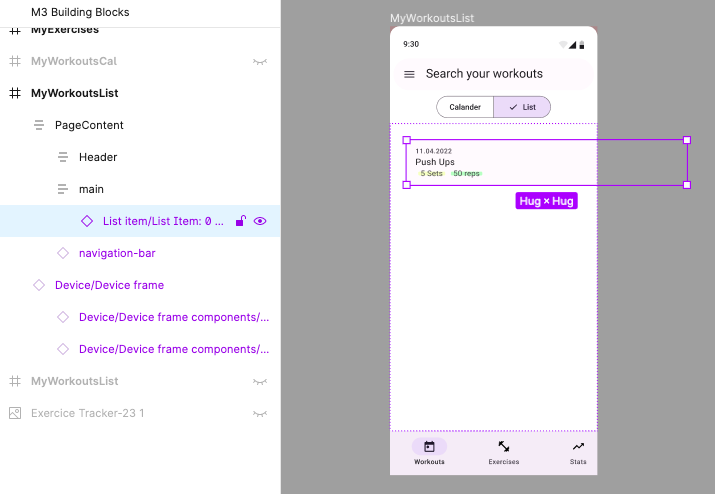 M3 Building Blocks
MyExercises
MyWorkoutsCal
MyWorkoutsList
PageContent
Header
main
List item/List Item: 0 ...
navigation-bar
Device/Device frame
Device/Device frame components/...
Device/Device frame components/...
MyWorkoutsList
Exercice Tracker-23 1
MyWorkoutsList
9:30
Search your workouts
Calander
List
11.04.2022
Push Ups
5 Sets
50 reps
Hug × Hug
Workouts
Exercises
Stats